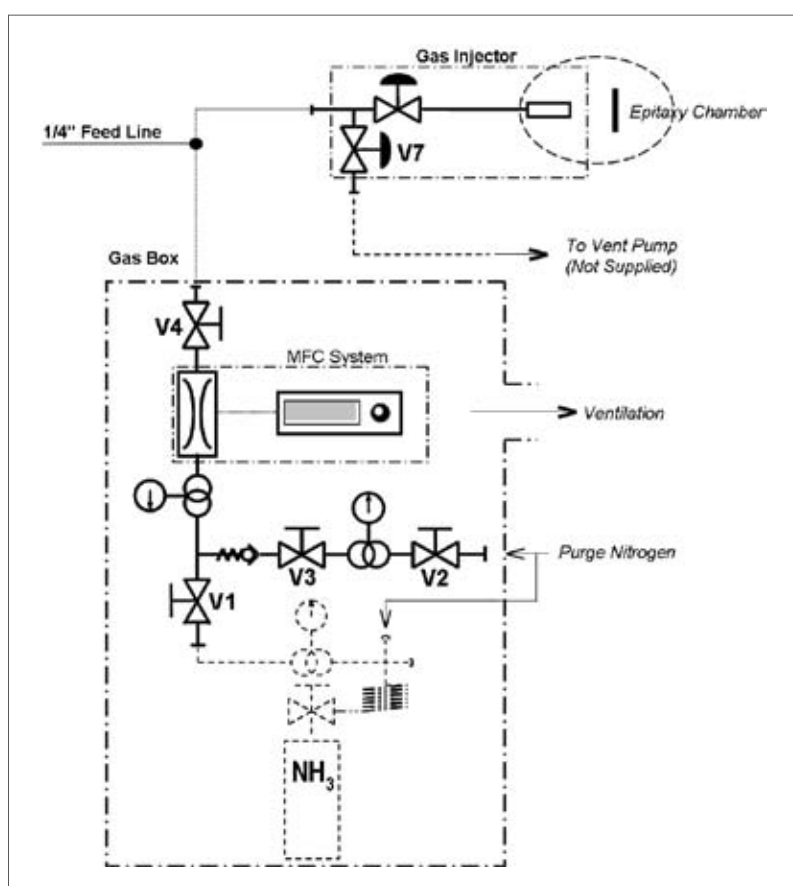 Gas Injector
Epitaxy Chamber
1/4" Feed Line
V7
To Vent Pump
(Not Supplied)
Gas Box
V4
MFC System
Ventilation
Purge Nitrogen
V3
V2
V1
NH₃